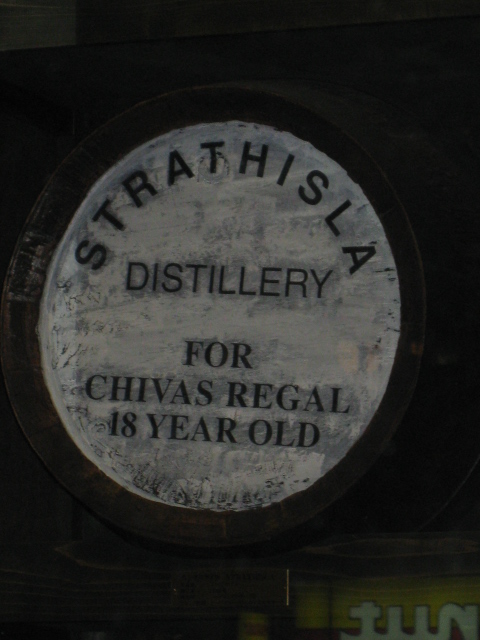 STRATHISLA
DISTILLERY
FOR
CHIVAS REGAL
18 YEAR OLD